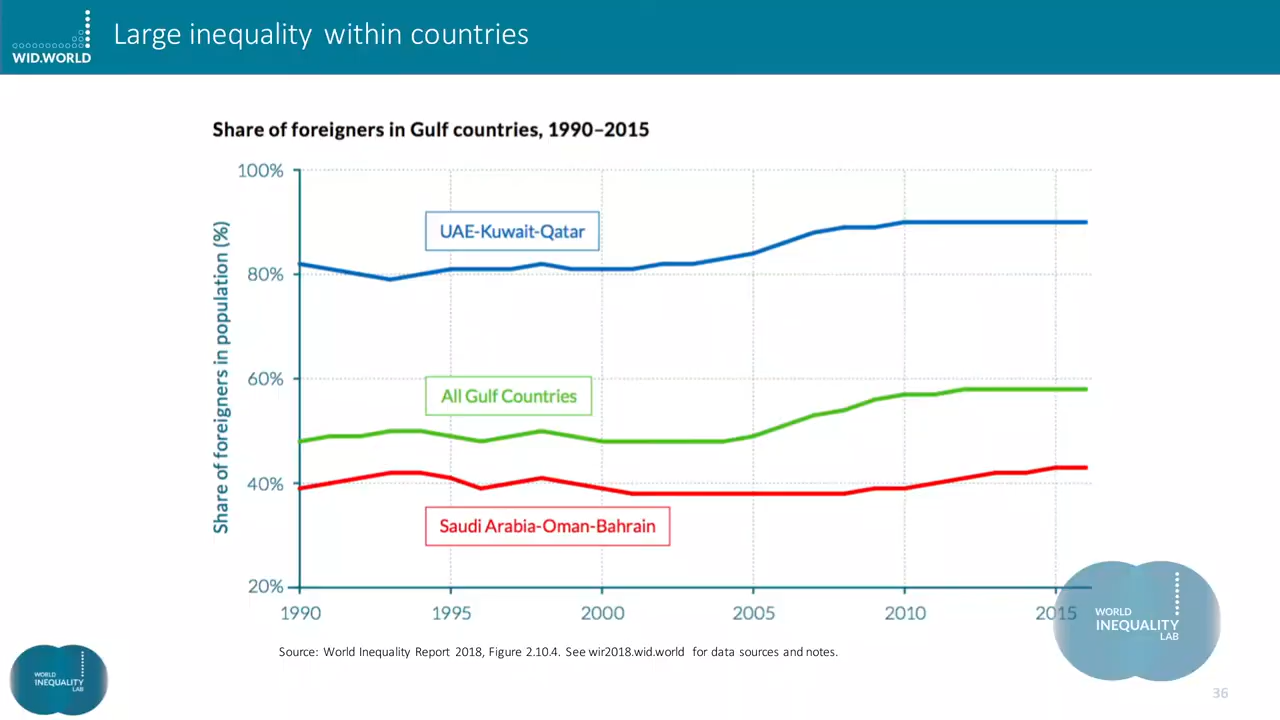 WID.WORLD
Large inequality within countries
Share of foreigners in Gulf countries, 1990–2015
Share of foreigners in population (%)
100%
80%
60%
40%
20%
UAE-Kuwait-Qatar
All Gulf Countries
Saudi Arabia-Oman-Bahrain
1990 1995 2000 2005 2010 2015
WORLD
INEQUALITY
LAB
Source: World Inequality Report 2018, Figure 2.10.4. See wir2018.wid.world for data sources and notes.
WORLD
INEQUALITY
LAB
36